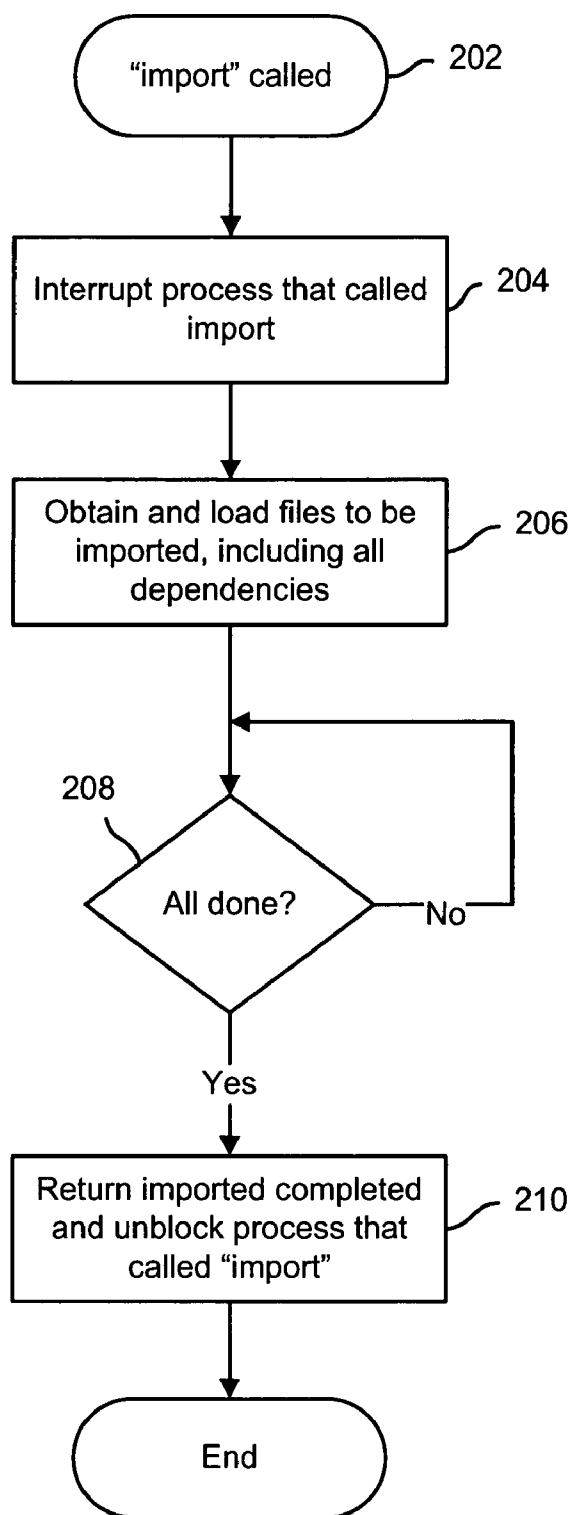 “import” called
202
Interrupt process that called
import
204
Obtain and load files to be
imported, including all
dependencies
206
208
All done?
No
Yes
Return imported completed
and unblock process that
called “import”
210
End